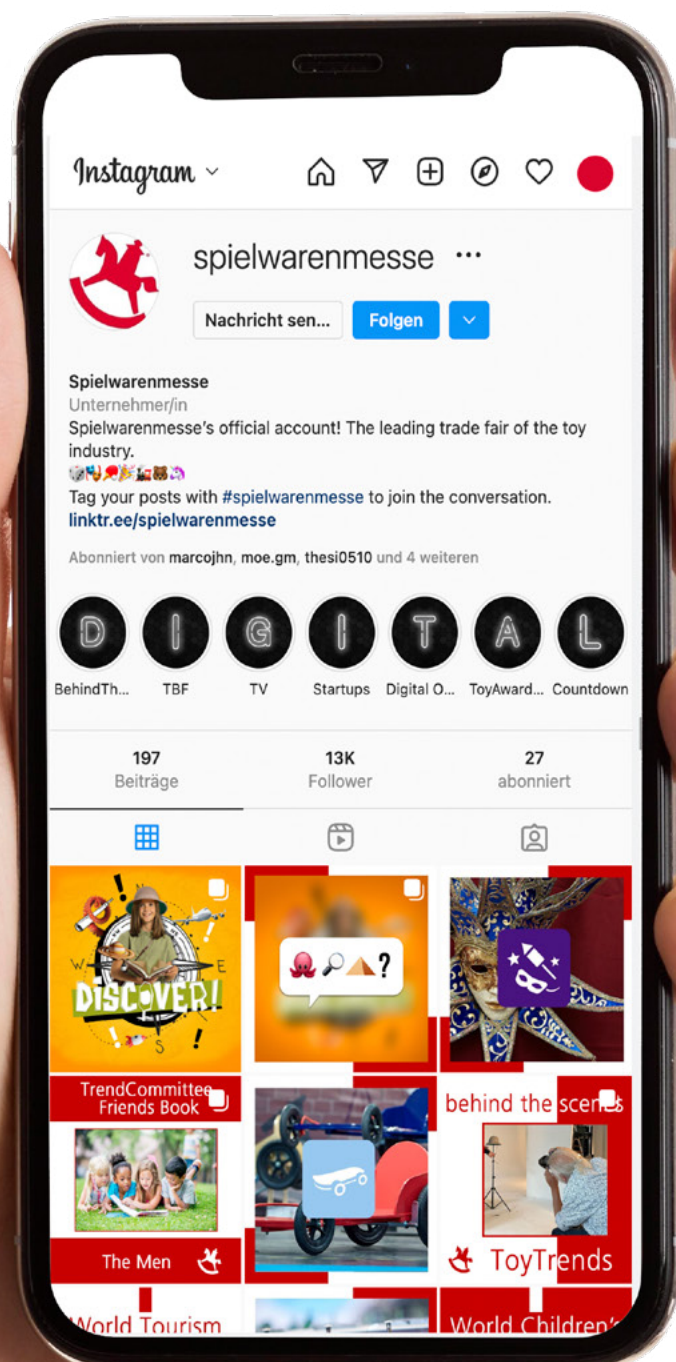 Instagram
spielwarenmesse ...
Nachricht sen... Folgen
Spielwarenmesse
Unternehmer/in
Spielwarenmesse's official account! The leading trade fair of the toy
industry.
🎲🎭🏓🎉🚂🧸🦄
Tag your posts with #spielwarenmesse to join the conversation.
linktr.ee/spielwarenmesse
Abonniert von marcojhn, moe.gm, thesi0510 und 4 weiteren
D I G I T A L
BehindTh... TBF TV Startups Digital O... ToyAward... Countdown
197 13K 27
Beiträge Follower abonniert
W E
DISCOVER!
S
?
TrendCommittee
Friends Book
The Men
behind the scenes
ToyTrends
World Tourism
World Children's